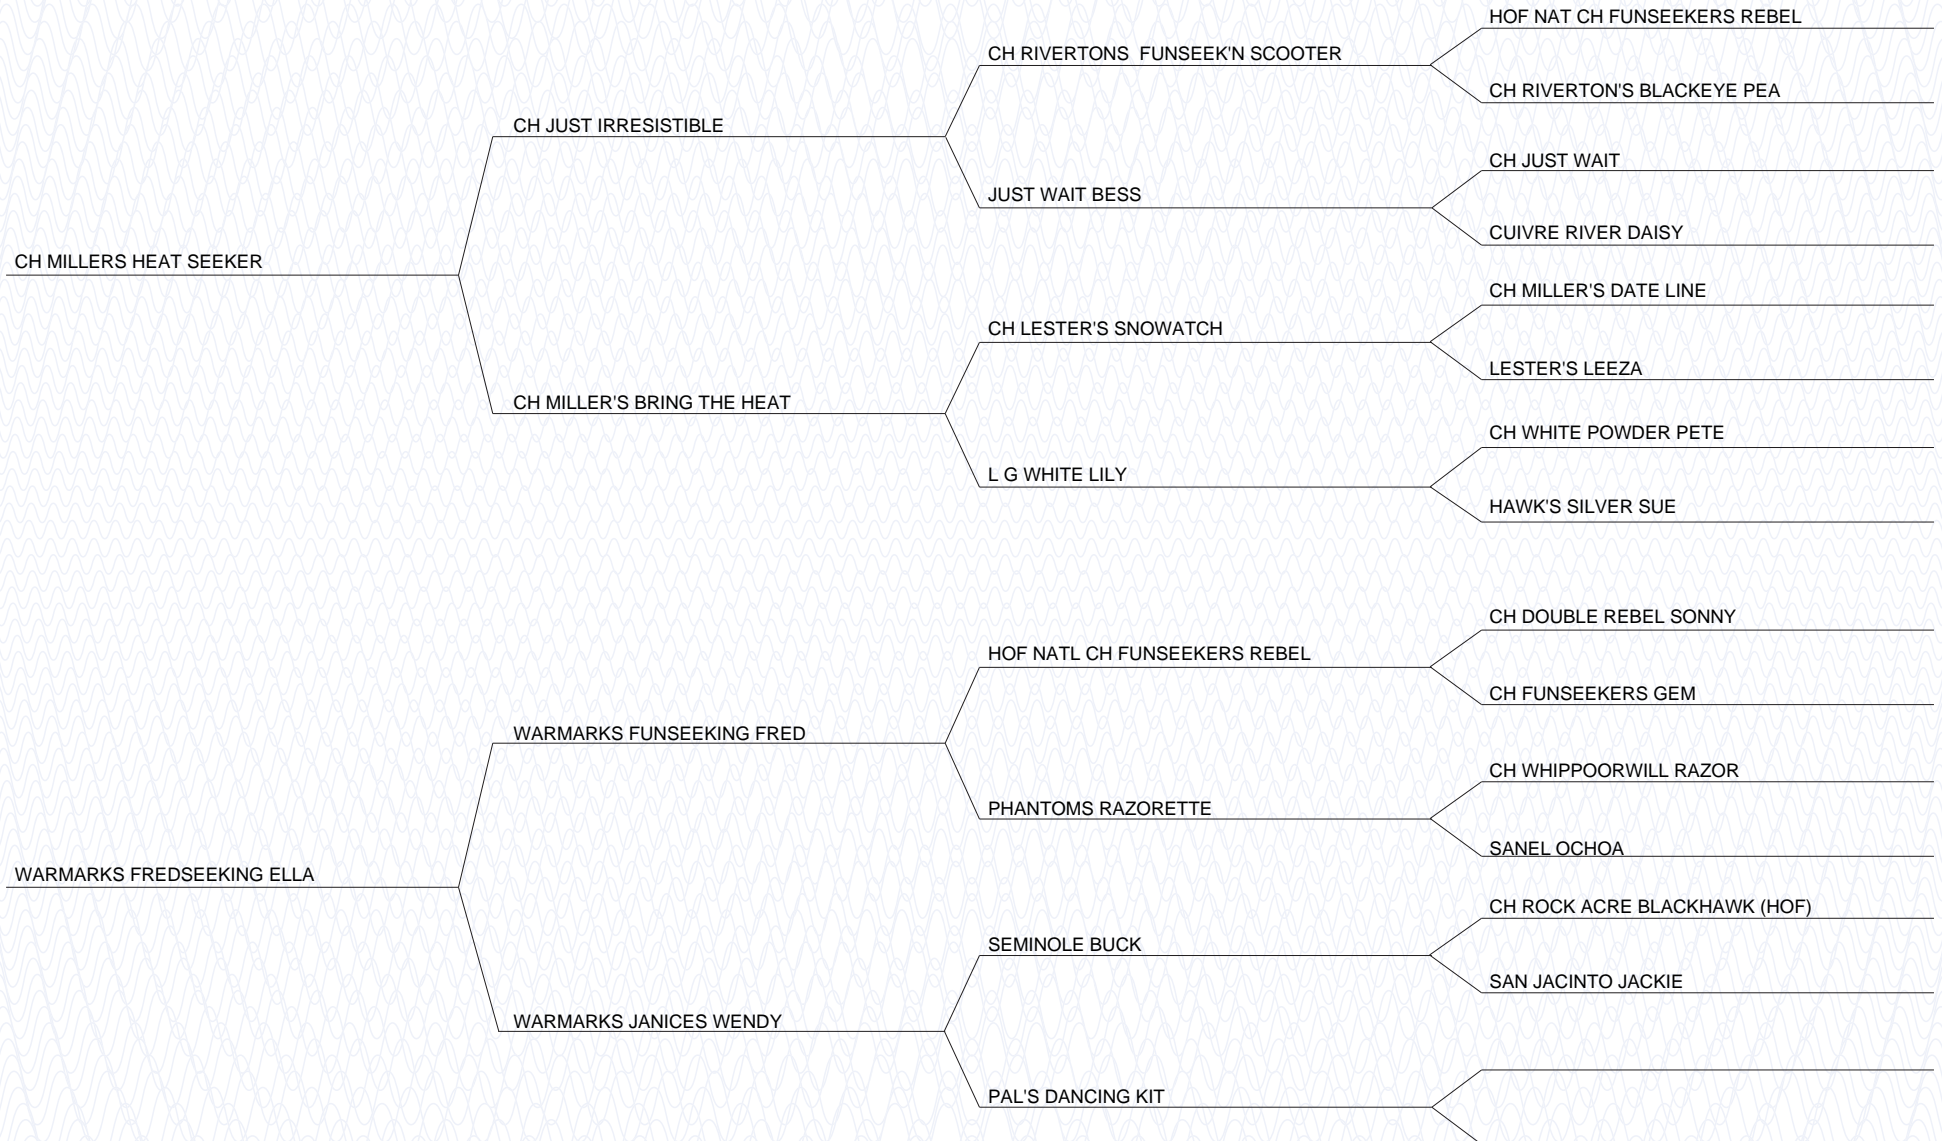 HOF NAT CH FUNSEEKERS REBEL
CH RIVERTONS  FUNSEEK'N SCOOTER
CH RIVERTON'S BLACKEYE PEA
CH JUST IRRESISTIBLE
CH JUST WAIT
JUST WAIT BESS
CUIVRE RIVER DAISY
CH MILLERS HEAT SEEKER
CH MILLER'S DATE LINE
CH LESTER'S SNOWATCH
LESTER'S LEEZA
CH MILLER'S BRING THE HEAT
CH WHITE POWDER PETE
L G WHITE LILY
HAWK'S SILVER SUE
CH DOUBLE REBEL SONNY
HOF NATL CH FUNSEEKERS REBEL
CH FUNSEEKERS GEM
WARMARKS FUNSEEKING FRED
CH WHIPPOORWILL RAZOR
PHANTOMS RAZORETTE
SANEL OCHOA
WARMARKS FREDSEEKING ELLA
CH ROCK ACRE BLACKHAWK (HOF)
SEMINOLE BUCK
SAN JACINTO JACKIE
WARMARKS JANICES WENDY
PAL'S DANCING KIT